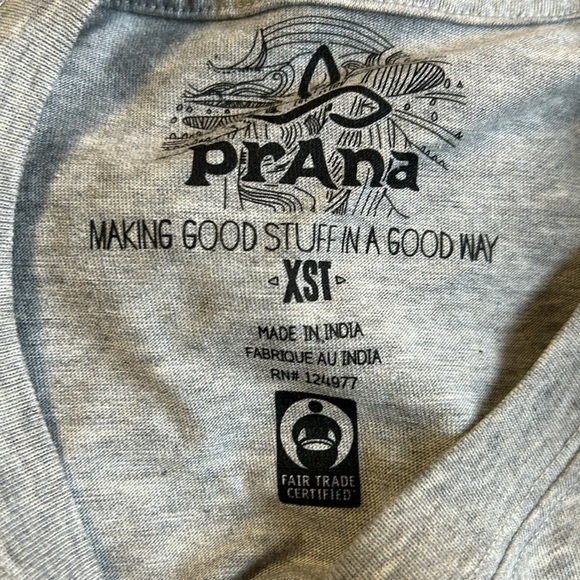 prAna
MAKING GOOD STUFF IN A GOOD WAY
XST
MADE IN INDIA
FABRIQUE AU INDIA
RN# 124977
FAIR TRADE
CERTIFIED